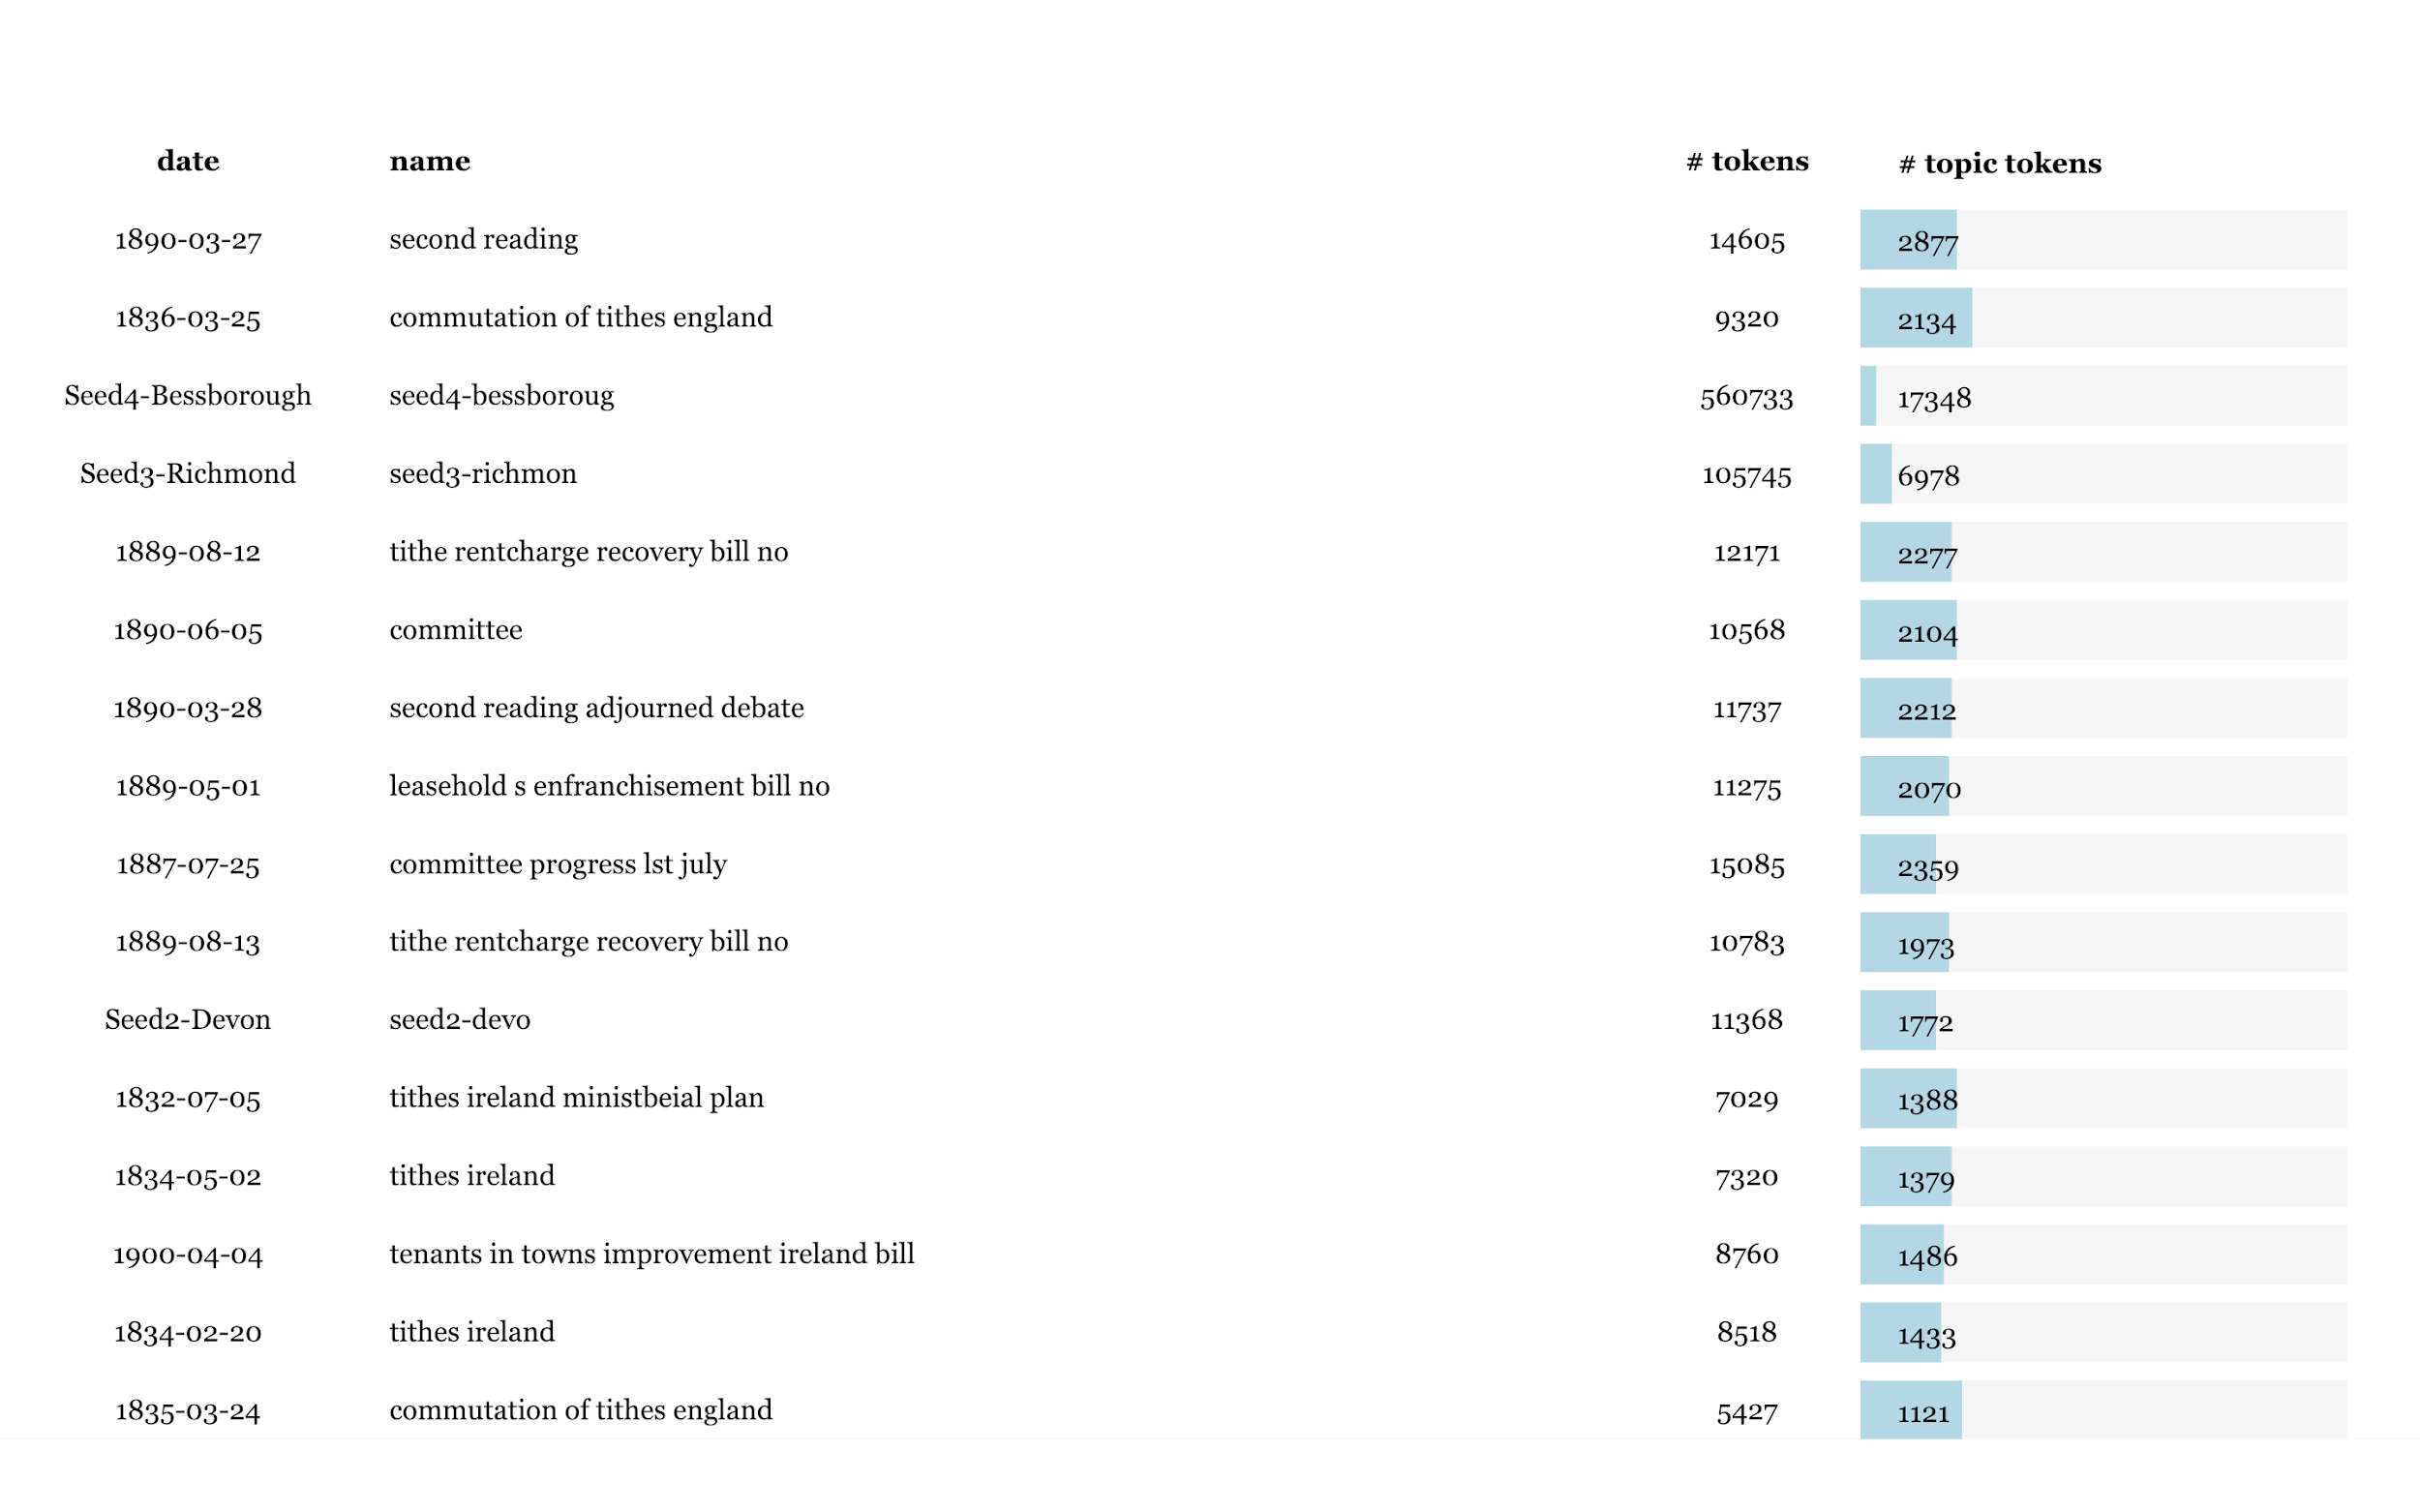 date name # tokens # topic tokens
1890-03-27 second reading 14605 2877
1836-03-25 commutation of tithes england 9320 2134
Seed4-Bessborough seed4-bessboroug 560733 17348
Seed3-Richmond seed3-richmon 105745 6978
1889-08-12 tithe rentcharge recovery bill no 12171 2277
1890-06-05 committee 10568 2104
1890-03-28 second reading adjourned debate 11737 2212
1889-05-01 leasehold s enfranchisement bill no 11275 2070
1887-07-25 committee progress lst july 15085 2359
1889-08-13 tithe rentcharge recovery bill no 10783 1973
Seed2-Devon seed2-devo 11368 1772
1832-07-05 tithes ireland ministbeial plan 7029 1388
1834-05-02 tithes ireland 7320 1379
1900-04-04 tenants in towns improvement ireland bill 8760 1486
1834-02-20 tithes ireland 8518 1433
1835-03-24 commutation of tithes england 5427 1121